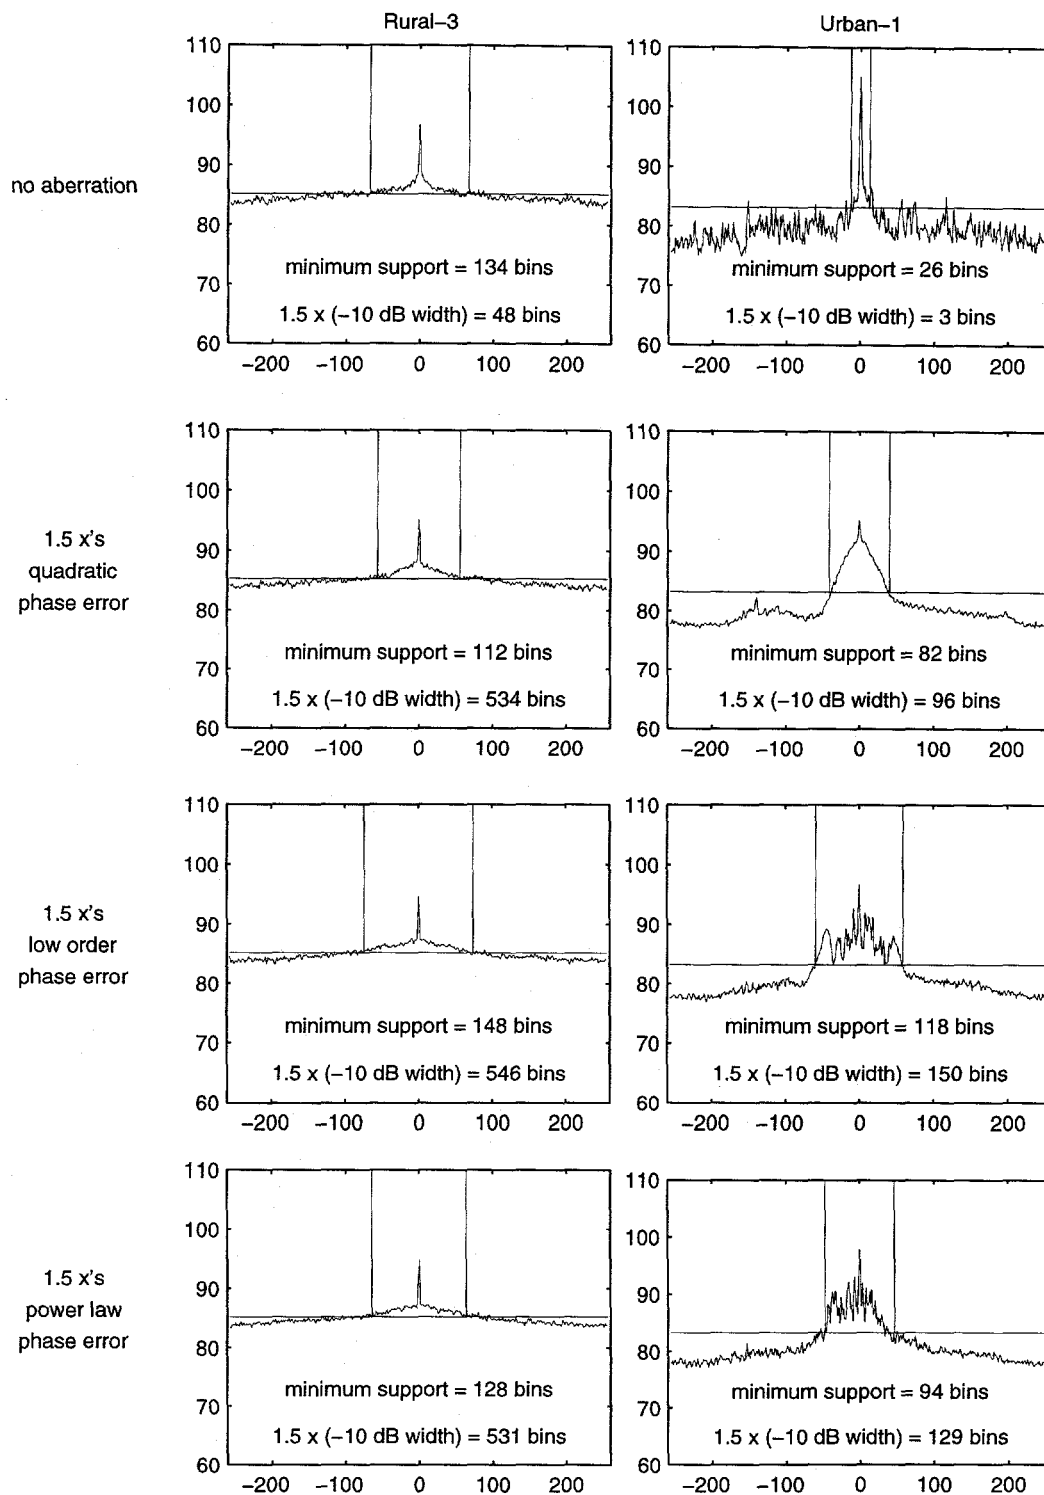 Rural−3
Urban−1
no aberration
110
100
90
80
70
60
minimum support = 134 bins
1.5 x (−10 dB width) = 48 bins
−200 −100 0 100 200
110
100
90
80
70
60
minimum support = 26 bins
1.5 x (−10 dB width) = 3 bins
−200 −100 0 100 200
1.5 x's
quadratic
phase error
110
100
90
80
70
60
minimum support = 112 bins
1.5 x (−10 dB width) = 534 bins
−200 −100 0 100 200
110
100
90
80
70
60
minimum support = 82 bins
1.5 x (−10 dB width) = 96 bins
−200 −100 0 100 200
1.5 x's
low order
phase error
110
100
90
80
70
60
minimum support = 148 bins
1.5 x (−10 dB width) = 546 bins
−200 −100 0 100 200
110
100
90
80
70
60
minimum support = 118 bins
1.5 x (−10 dB width) = 150 bins
−200 −100 0 100 200
1.5 x's
power law
phase error
110
100
90
80
70
60
minimum support = 128 bins
1.5 x (−10 dB width) = 531 bins
−200 −100 0 100 200
110
100
90
80
70
60
minimum support = 94 bins
1.5 x (−10 dB width) = 129 bins
−200 −100 0 100 200